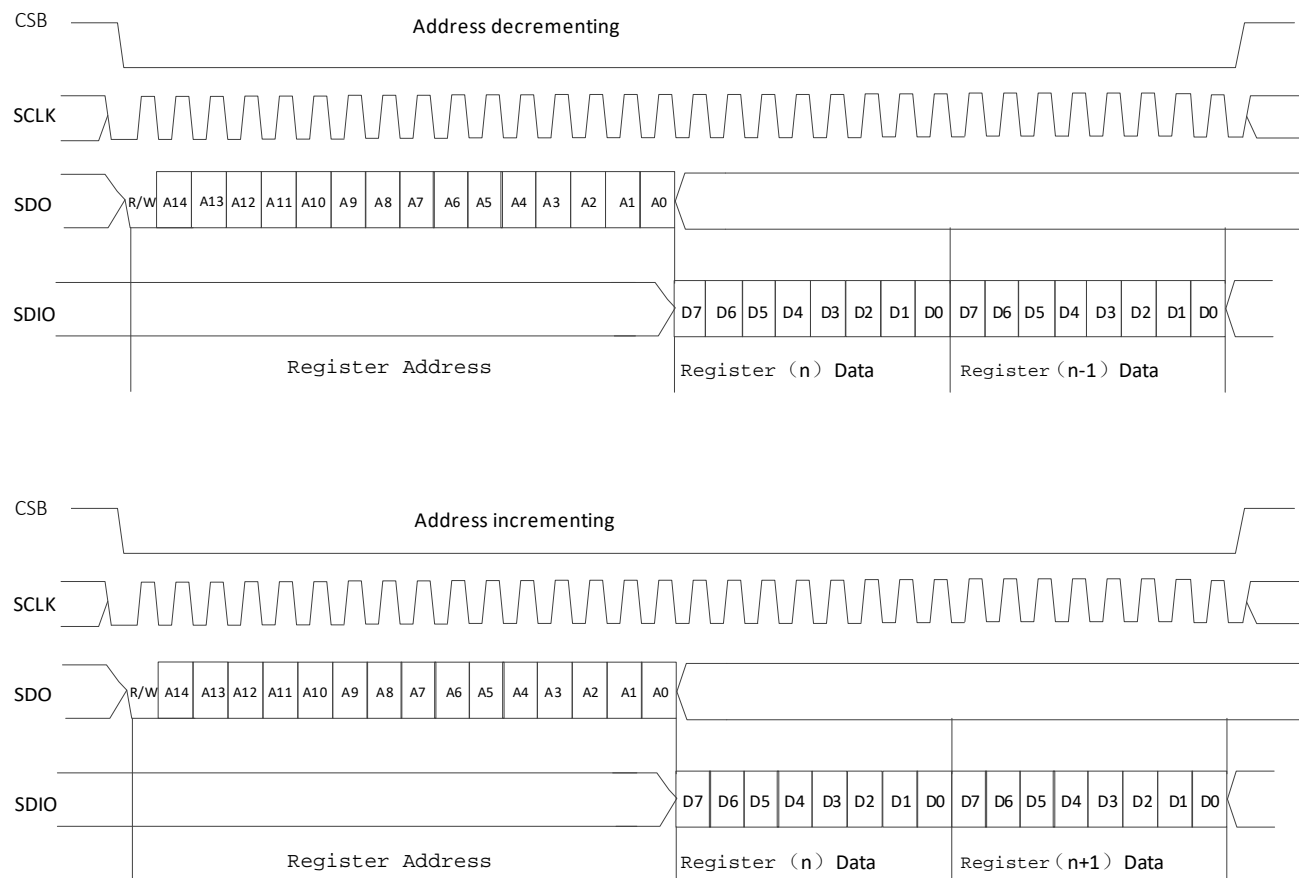 CSB
Address decrementing
SCLK
SDO
R/W A14 A13 A12 A11 A10 A9 A8 A7 A6 A5 A4 A3 A2 A1 A0
SDIO
D7 D6 D5 D4 D3 D2 D1 D0 D7 D6 D5 D4 D3 D2 D1 D0
Register Address
Register（n）Data
Register（n-1）Data
CSB
Address incrementing
SCLK
SDO
R/W A14 A13 A12 A11 A10 A9 A8 A7 A6 A5 A4 A3 A2 A1 A0
SDIO
D7 D6 D5 D4 D3 D2 D1 D0 D7 D6 D5 D4 D3 D2 D1 D0
Register Address
Register（n）Data
Register（n+1）Data